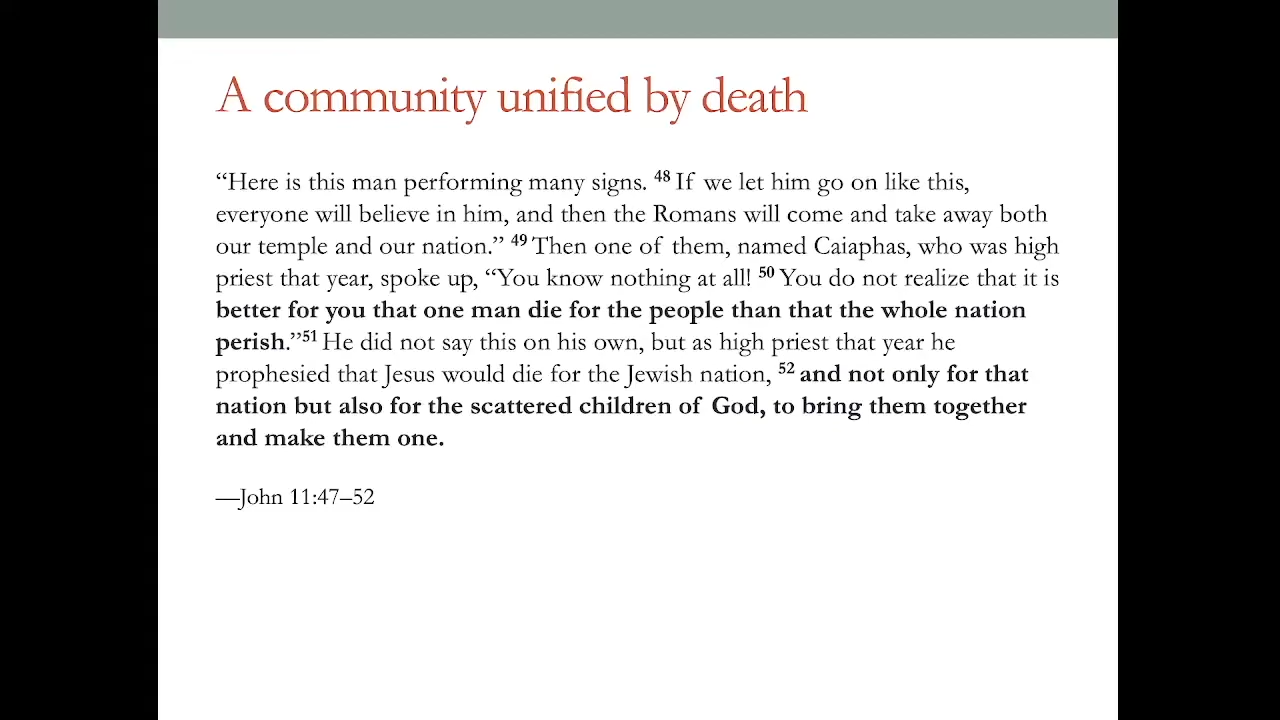 A community unified by death
“Here is this man performing many signs. 48 If we let him go on like this,
everyone will believe in him, and then the Romans will come and take away both
our temple and our nation.” 49 Then one of them, named Caiaphas, who was high
priest that year, spoke up, “You know nothing at all! 50 You do not realize that it is
better for you that one man die for the people than that the whole nation
perish.”51 He did not say this on his own, but as high priest that year he
prophesied that Jesus would die for the Jewish nation, 52 and not only for that
nation but also for the scattered children of God, to bring them together
and make them one.
—John 11:47–52